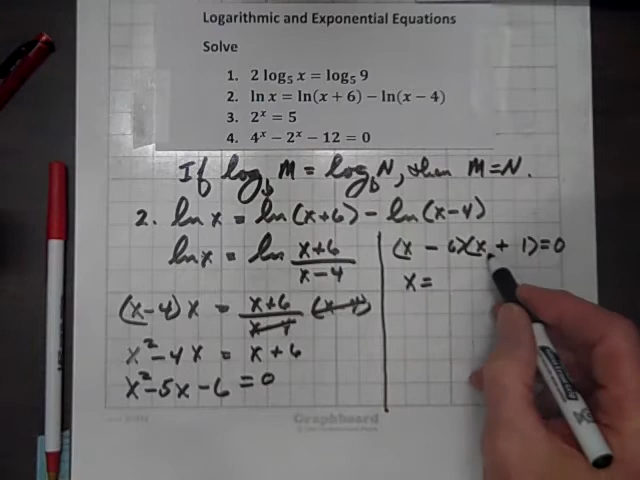 Logarithmic and Exponential Equations
Solve
1. 2 log₅ x = log₅ 9
2. ln x = ln(x + 6) − ln(x − 4)
3. 2ˣ = 5
4. 4ˣ − 2ˣ − 12 = 0
If log_b M = log_b N, then M = N.
2. ln x = ln (x+6) - ln (x-4)
ln x = ln (x+6)/(x-4)
(x-4) x = (x+6)/(x-4) (x-4)
x² - 4x = x + 6
x² - 5x - 6 = 0
(x - 6)(x + 1) = 0
x =
Graphboard